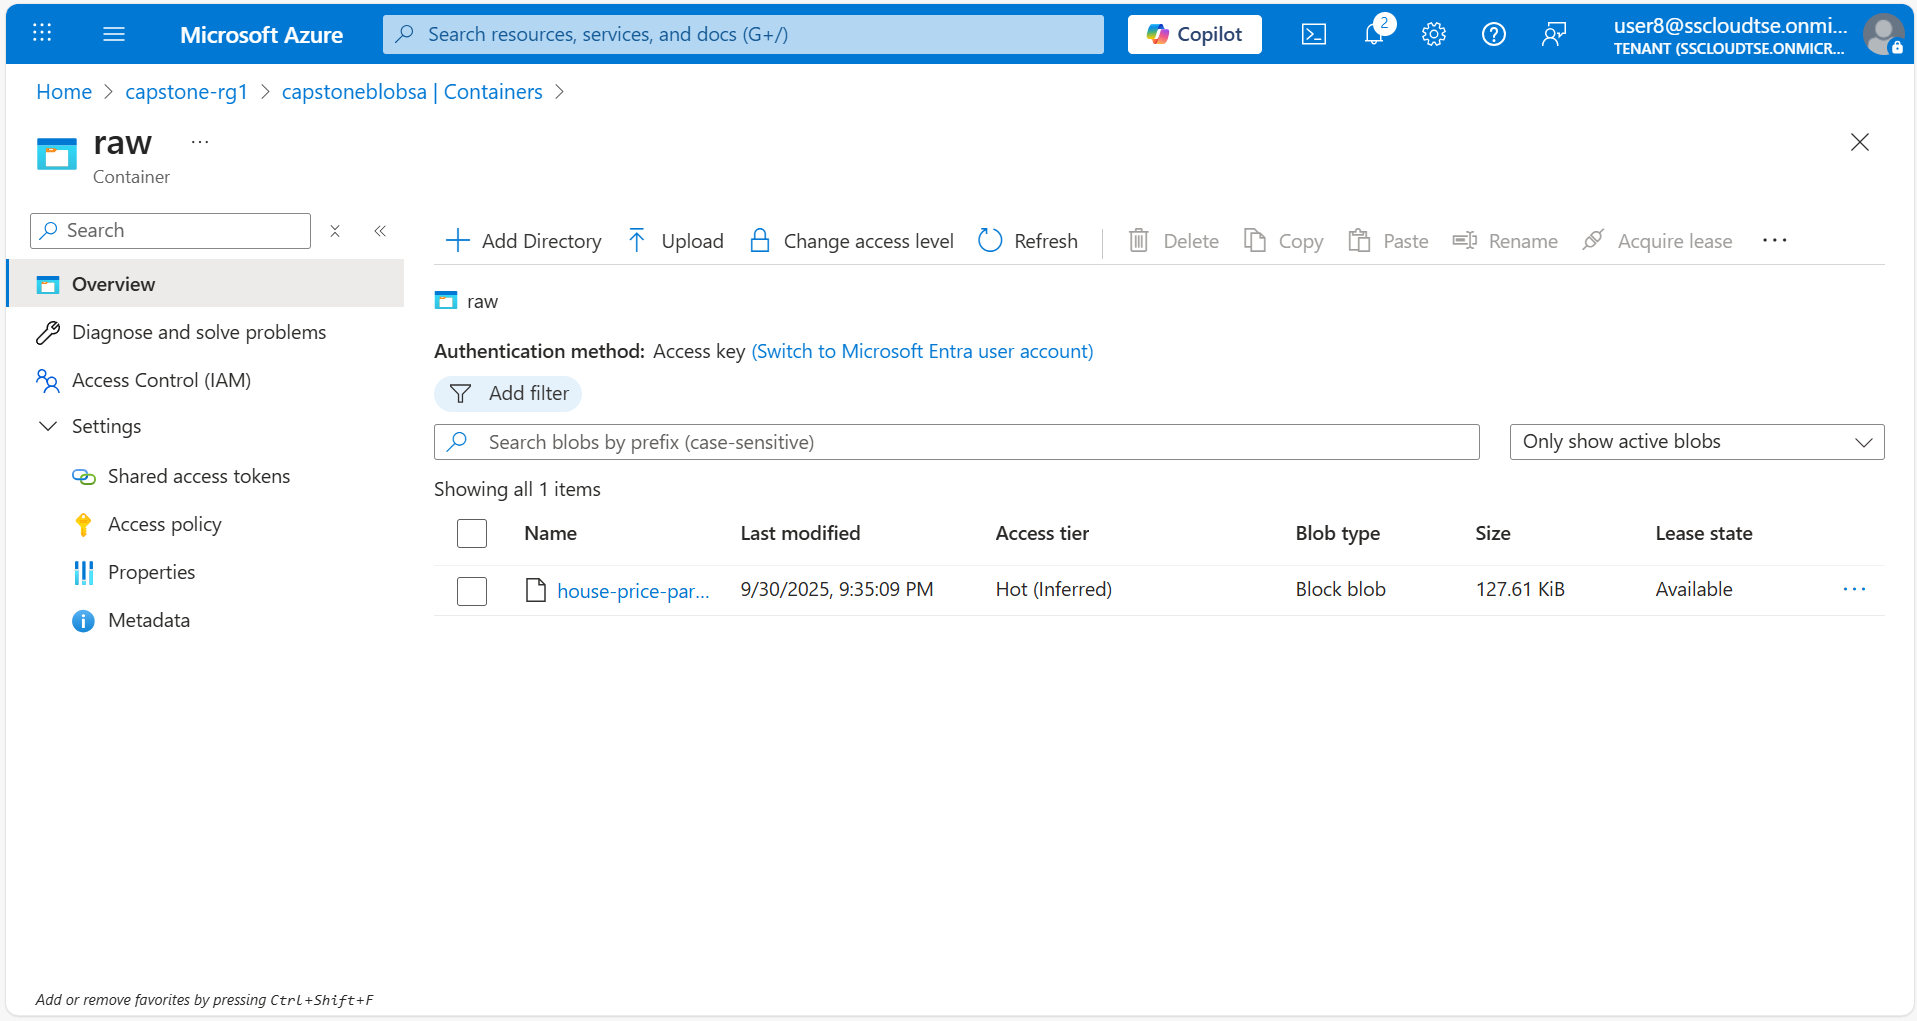 Microsoft Azure
Search resources, services, and docs (G+/)
Copilot
2
user8@sscloudtse.onmi...
TENANT (SSCLOUDTSE.ONMICR...
Home > capstone-rg1 > capstoneblobsa | Containers >
raw ...
Container
Search
Add Directory Upload Change access level Refresh Delete Copy Paste Rename Acquire lease ...
Overview
Diagnose and solve problems
Access Control (IAM)
Settings
Shared access tokens
Access policy
Properties
Metadata
raw
Authentication method: Access key (Switch to Microsoft Entra user account)
Add filter
Search blobs by prefix (case-sensitive)
Only show active blobs
Showing all 1 items
Name Last modified Access tier Blob type Size Lease state
house-price-par... 9/30/2025, 9:35:09 PM Hot (Inferred) Block blob 127.61 KiB Available ...
Add or remove favorites by pressing Ctrl+Shift+F